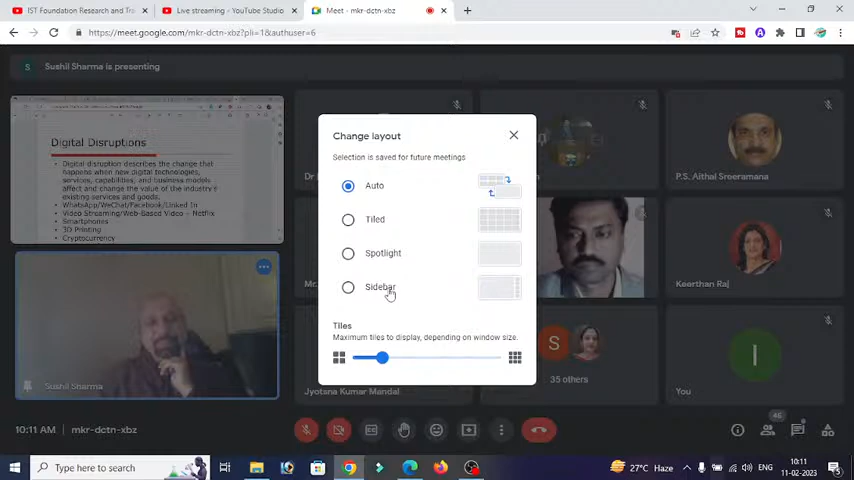 IST Foundation Research and Tra
Live streaming - YouTube Studio
Meet - mkr-dctn-xbz
https://meet.google.com/mkr-dctn-xbz?pli=1&authuser=6
S
Sushil Sharma is presenting
Digital Disruptions
Digital disruption describes the change that
happens when new digital technologies,
services, capabilities, and business models
affect and change the value of the industry's
existing services and goods.
WhatsApp/WeChat/Facebook/Linked In
Video Streaming/Web-Based Video – Netflix
Smartphones
3D Printing
Cryptocurrency
Sushil Sharma
Change layout
Selection is saved for future meetings
Auto
Tiled
Spotlight
Sidebar
Tiles
Maximum tiles to display, depending on window size.
Dr
P.S. Aithal Sreeramana
Mr.
Keerthan Raj
Jyotsna Kumar Mandal
S
35 others
I
You
10:11 AM
mkr-dctn-xbz
46
Type here to search
27°C Haze
ENG
10:11
11-02-2023